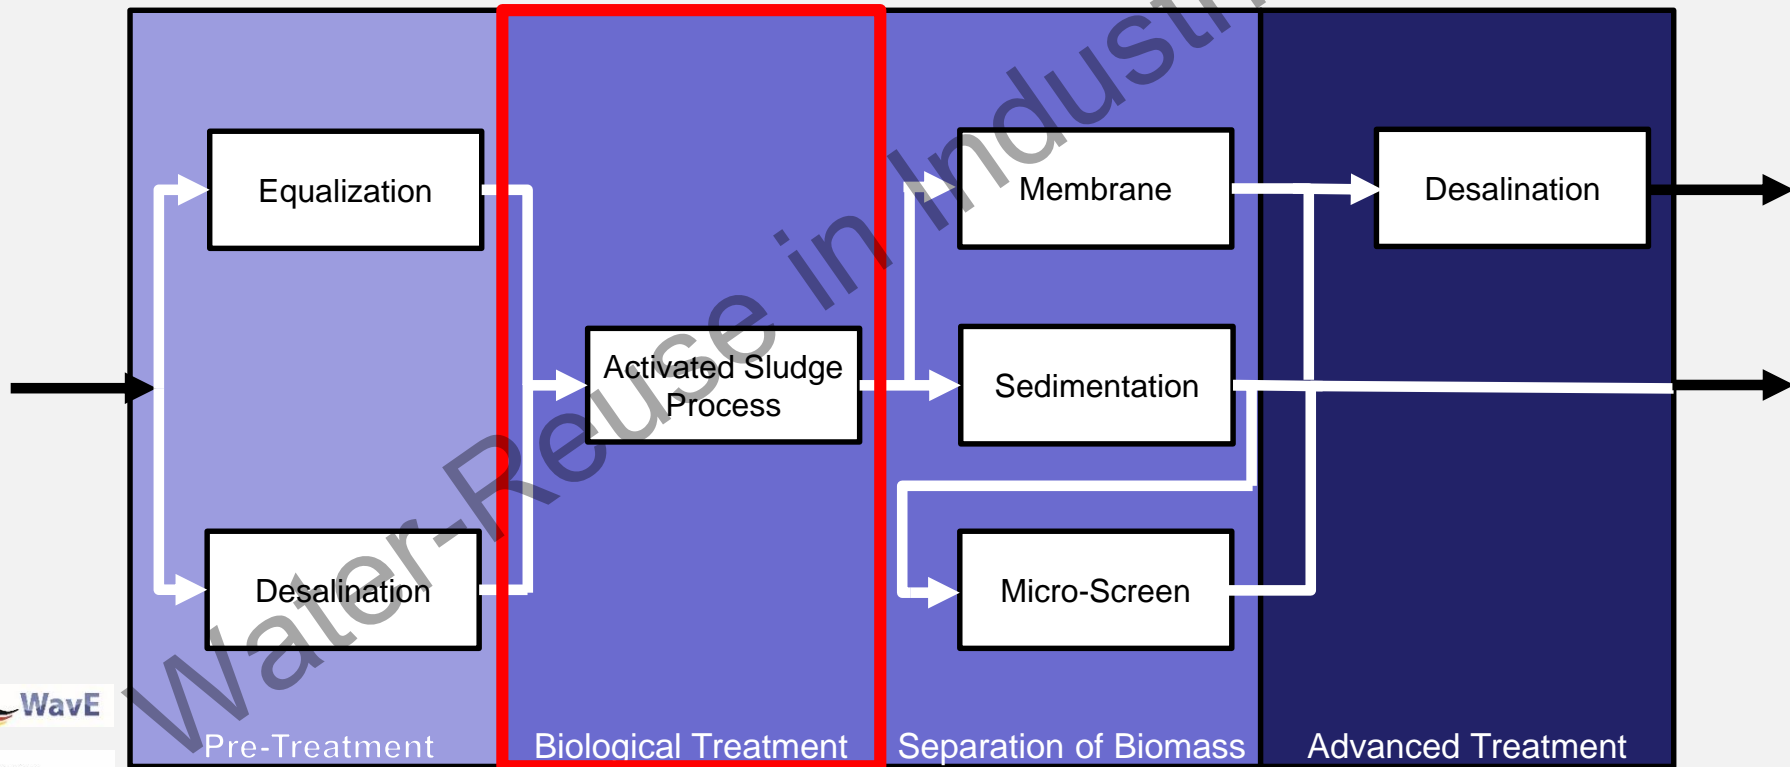 Equalization
Membrane
Desalination
Activated Sludge
Process
Sedimentation
Desalination
Micro-Screen
WavE
Pre-Treatment
Biological Treatment
Separation of Biomass
Advanced Treatment
Water-Reuse in